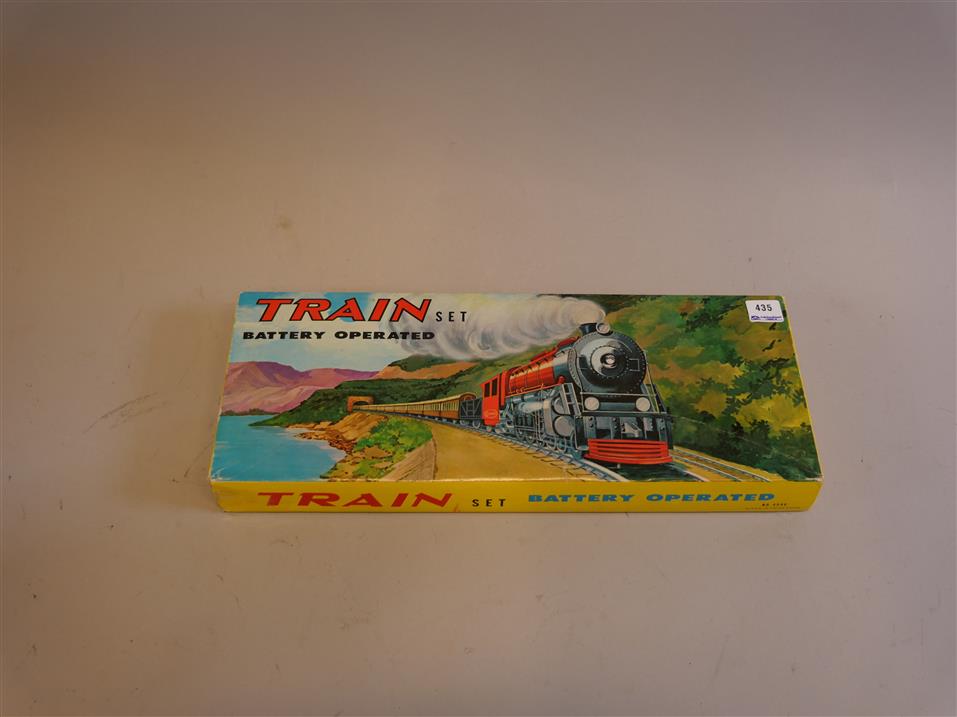 TRAIN SET
BATTERY OPERATED
435
TRAIN SET BATTERY OPERATED